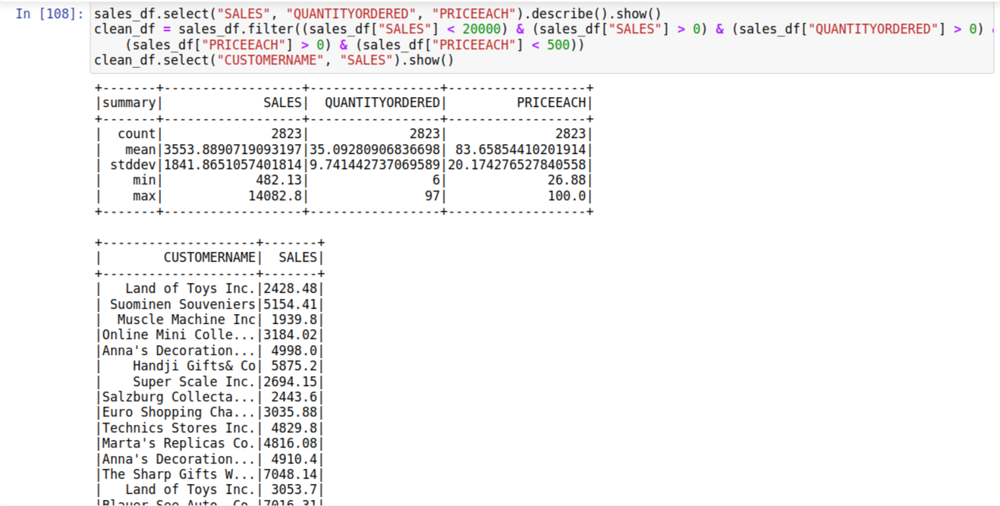 In [108]: sales_df.select("SALES", "QUANTITYORDERED", "PRICEEACH").describe().show()
clean_df = sales_df.filter((sales_df["SALES"] < 20000) & (sales_df["SALES"] > 0) & (sales_df["QUANTITYORDERED"] > 0)
    (sales_df["PRICEEACH"] > 0) & (sales_df["PRICEEACH"] < 500))
clean_df.select("CUSTOMERNAME", "SALES").show()
+-------+------------------+-----------------+------------------+
|summary|             SALES|  QUANTITYORDERED|         PRICEEACH|
+-------+------------------+-----------------+------------------+
|  count|              2823|             2823|              2823|
|   mean|3553.8890719093197|35.09280906836698| 83.65854410201914|
| stddev|1841.8651057401814|9.741442737069589|20.174276527840558|
|    min|            482.13|                6|             26.88|
|    max|           14082.8|               97|             100.0|
+-------+------------------+-----------------+------------------+
+--------------------+-------+
|        CUSTOMERNAME|  SALES|
+--------------------+-------+
|   Land of Toys Inc.|2428.48|
| Suominen Souveniers|5154.41|
|  Muscle Machine Inc| 1939.8|
|Online Mini Colle...|3184.02|
|Anna's Decoration...| 4998.0|
|    Handji Gifts& Co| 5875.2|
|    Super Scale Inc.|2694.15|
|Salzburg Collecta...| 2443.6|
|Euro Shopping Cha...|3035.88|
|Technics Stores Inc.| 4829.8|
|Marta's Replicas Co.|4816.08|
|Anna's Decoration...| 4910.4|
|The Sharp Gifts W...|7048.14|
|   Land of Toys Inc.| 3053.7|
|Blauer See Auto, Co.|7016.31|